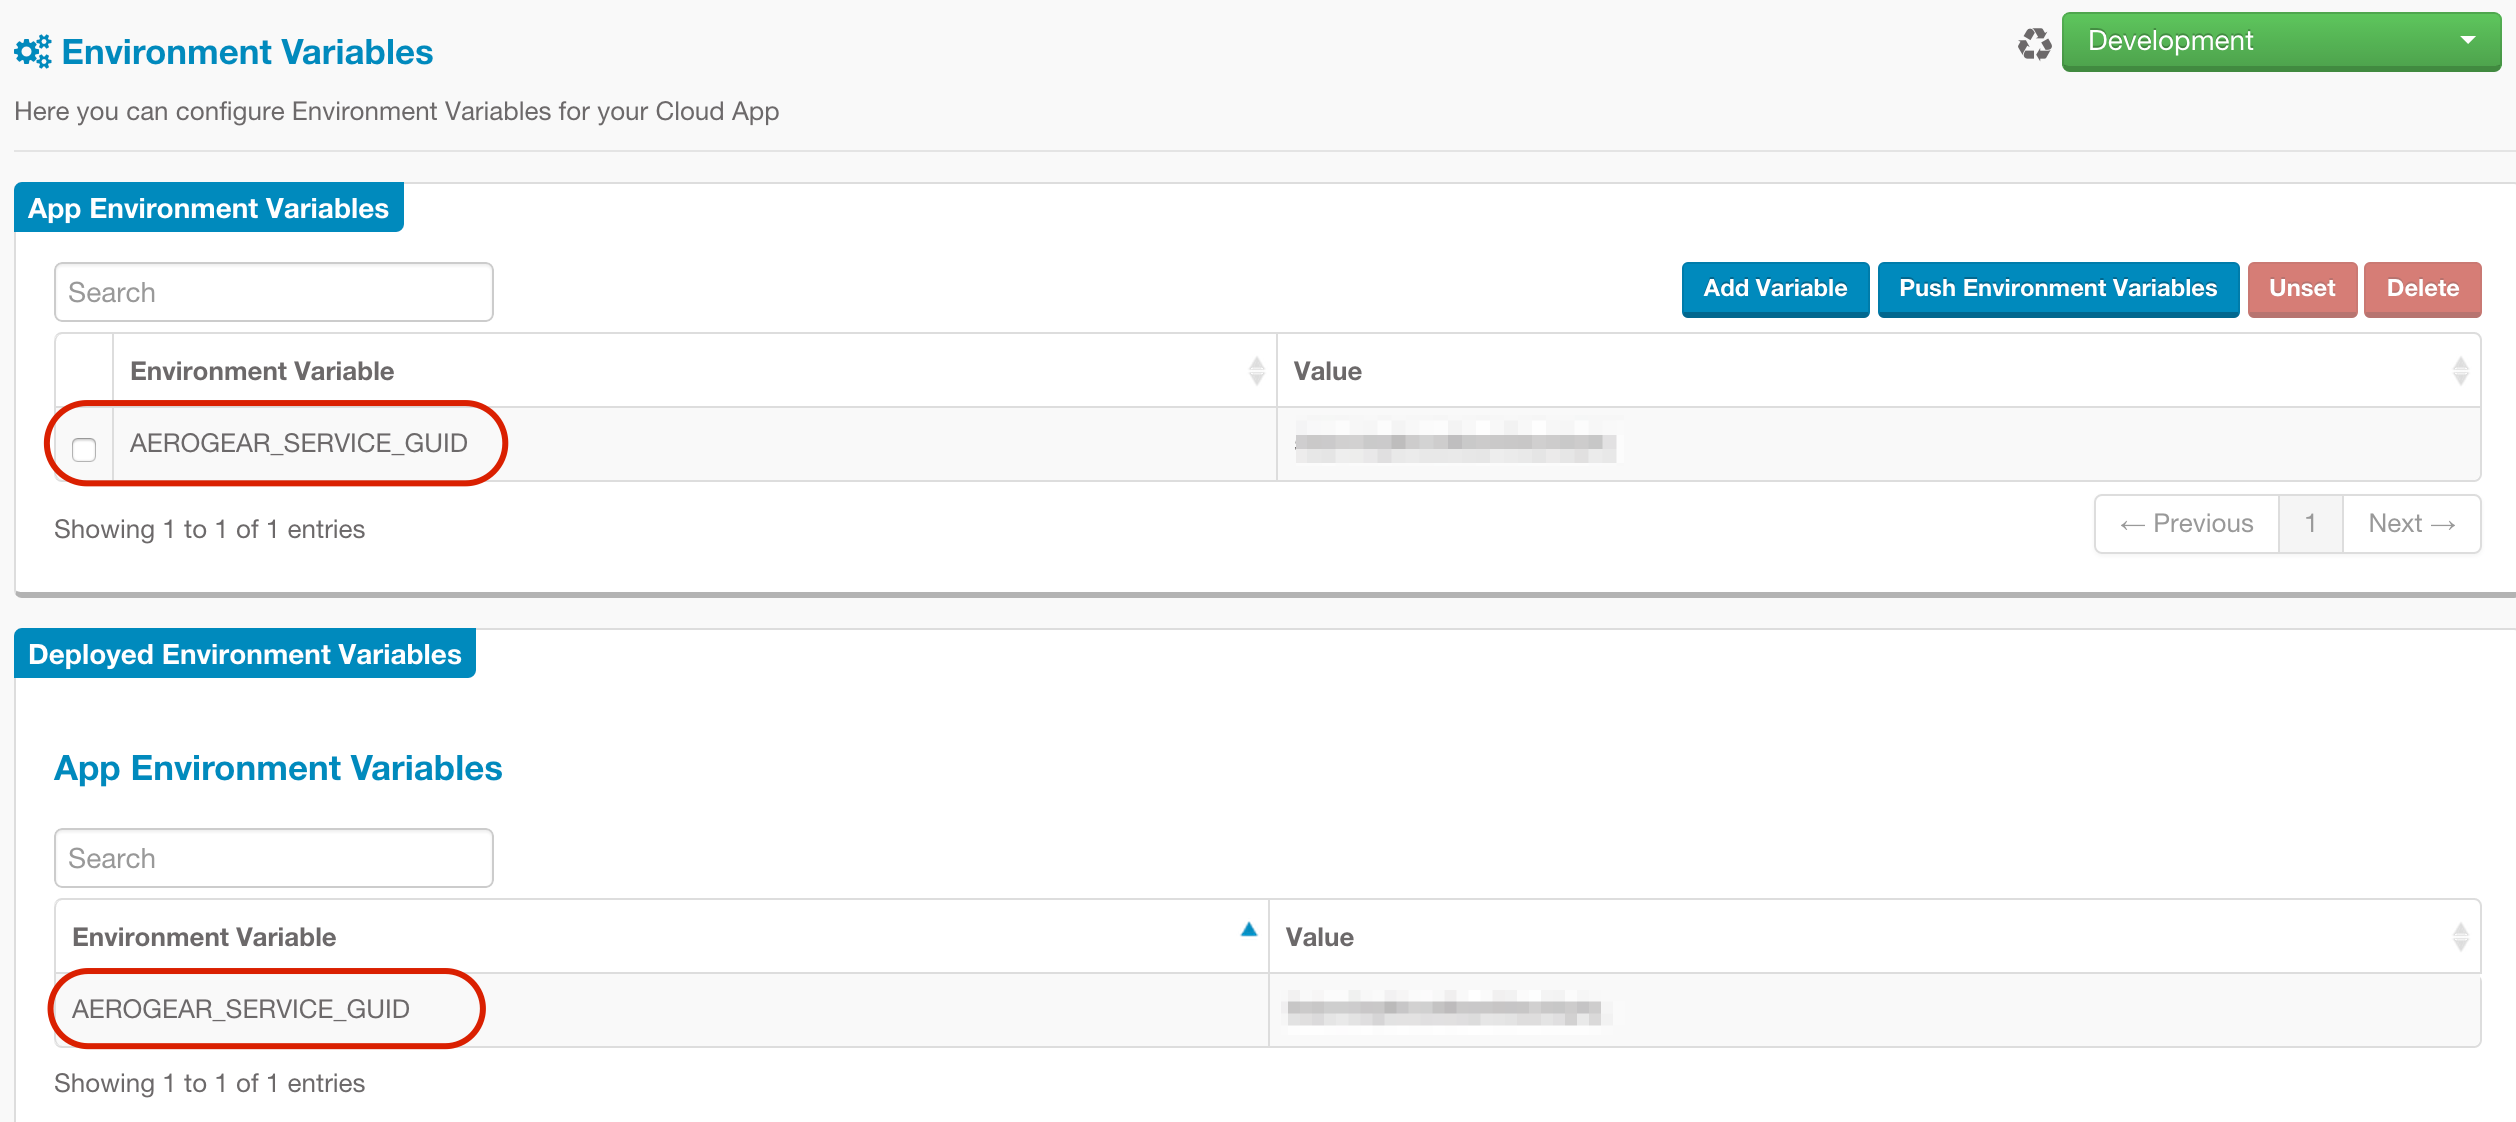 Environment Variables
Development
Here you can configure Environment Variables for your Cloud App
App Environment Variables
Search
Add Variable
Push Environment Variables
Unset
Delete
Environment Variable
Value
AEROGEAR_SERVICE_GUID
Showing 1 to 1 of 1 entries
← Previous
1
Next →
Deployed Environment Variables
App Environment Variables
Search
Environment Variable
Value
AEROGEAR_SERVICE_GUID
Showing 1 to 1 of 1 entries